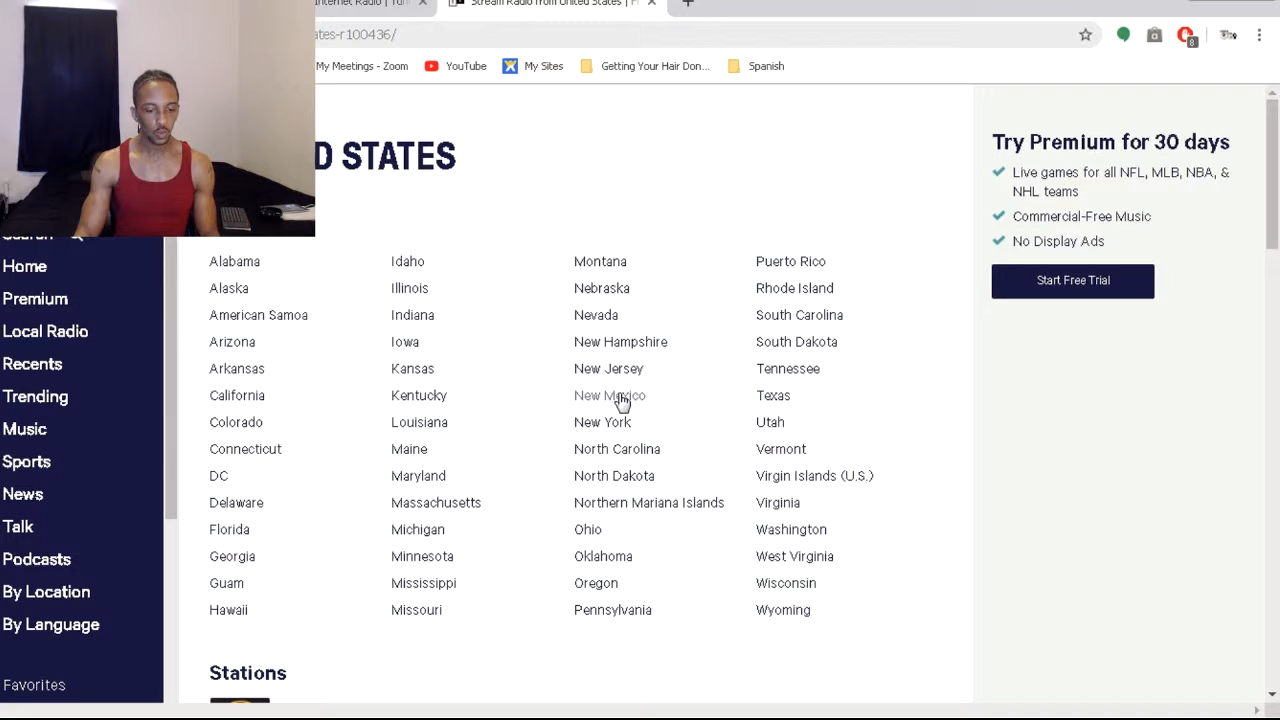 Internet Radio | Tun
Stream Radio from United States | F
ates-r100436/
8
My Meetings - Zoom
YouTube
My Sites
Getting Your Hair Don...
Spanish
D STATES
Home
Premium
Local Radio
Recents
Trending
Music
Sports
News
Talk
Podcasts
By Location
By Language
Favorites
Alabama
Alaska
American Samoa
Arizona
Arkansas
California
Colorado
Connecticut
DC
Delaware
Florida
Georgia
Guam
Hawaii
Idaho
Illinois
Indiana
Iowa
Kansas
Kentucky
Louisiana
Maine
Maryland
Massachusetts
Michigan
Minnesota
Mississippi
Missouri
Montana
Nebraska
Nevada
New Hampshire
New Jersey
New Mexico
New York
North Carolina
North Dakota
Northern Mariana Islands
Ohio
Oklahoma
Oregon
Pennsylvania
Puerto Rico
Rhode Island
South Carolina
South Dakota
Tennessee
Texas
Utah
Vermont
Virgin Islands (U.S.)
Virginia
Washington
West Virginia
Wisconsin
Wyoming
Stations
Try Premium for 30 days
Live games for all NFL, MLB, NBA, &
NHL teams
Commercial-Free Music
No Display Ads
Start Free Trial